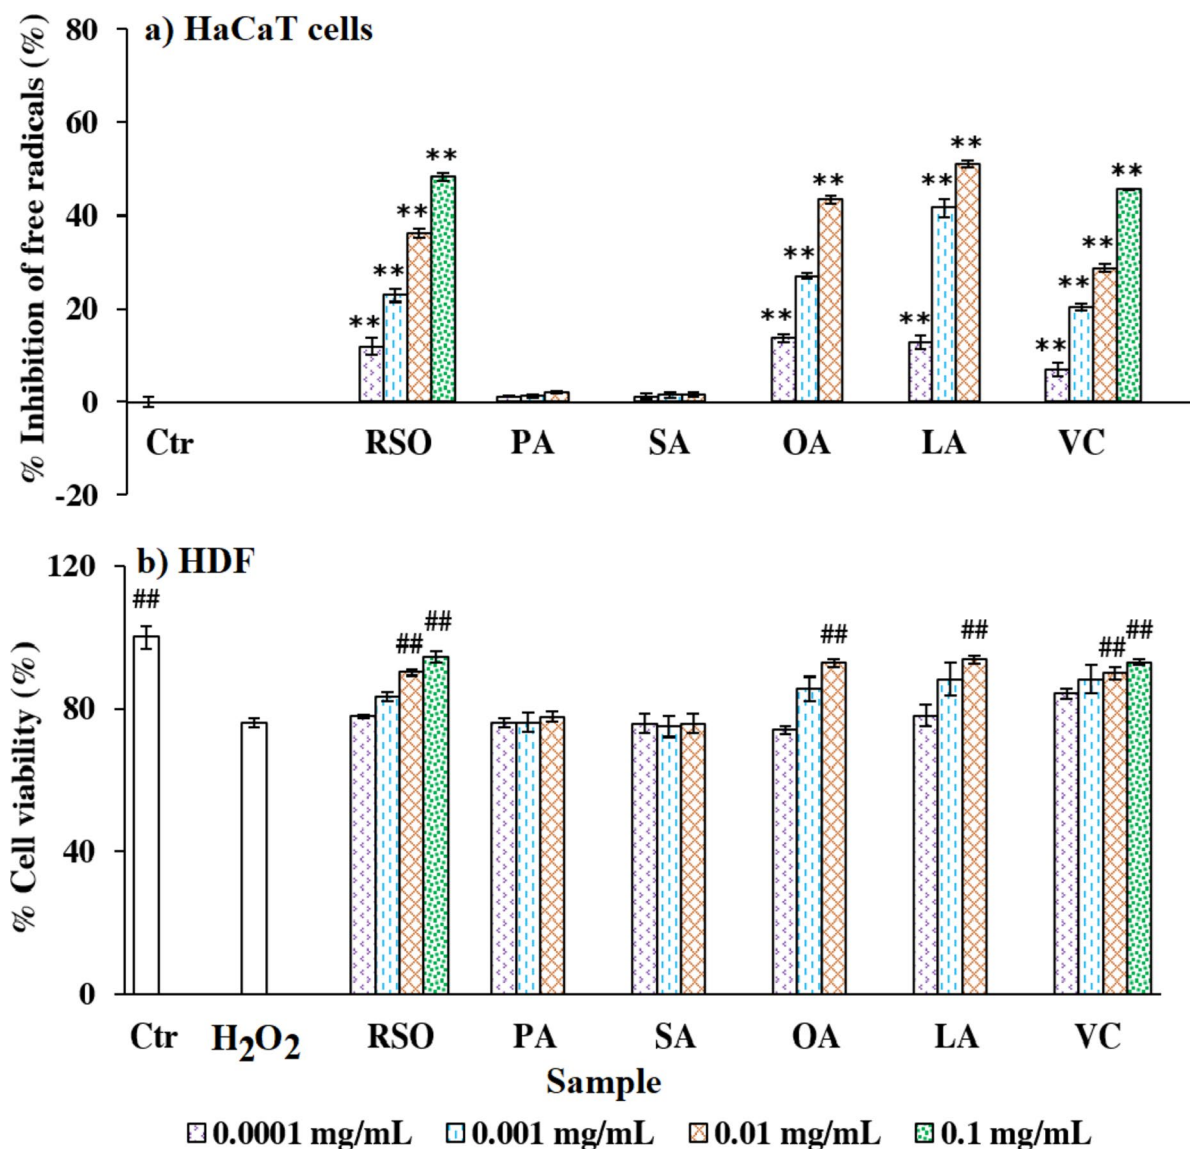 a) HaCaT cells
% Inhibition of free radicals (%)
80
60
40
20
0
-20
** ** ** **
** ** **
** ** **
** ** ** **
Ctr RSO PA SA OA LA VC
b) HDF
% Cell viability (%)
120
80
40
0
##
## ##
##
##
## ##
Ctr H₂O₂ RSO PA SA OA LA VC
Sample
0.0001 mg/mL 0.001 mg/mL 0.01 mg/mL 0.1 mg/mL